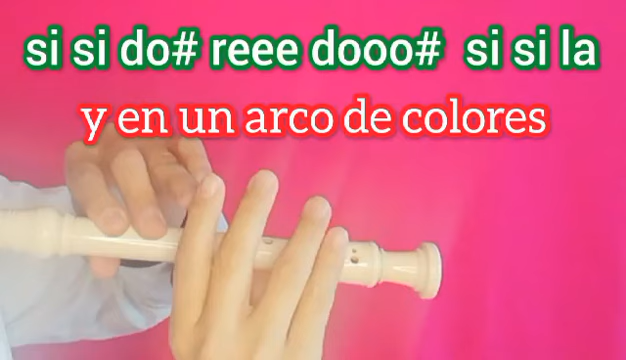 si si do# reee dooo# si si la
y en un arco de colores